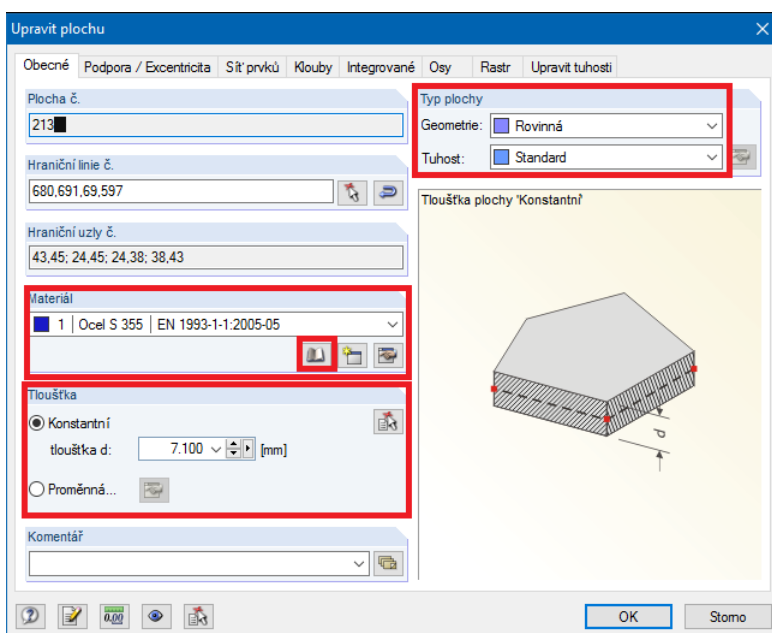 Upravit plochu
Obecné Podpora / Excentricita Síť prvků Klouby Integrované Osy Rastr Upravit tuhosti
Plocha č.
213
Hraniční linie č.
680,691,69,597
Hraniční uzly č.
43,45; 24,45; 24,38; 38,43
Materiál
1 | Ocel S 355 | EN 1993-1-1:2005-05
Tloušťka
Konstantní
tloušťka d: 7.100 [mm]
Proměnná...
Komentář
Typ plochy
Geometrie: Rovinná
Tuhost: Standard
Tloušťka plochy 'Konstantní'
d
0,00
OK Storno